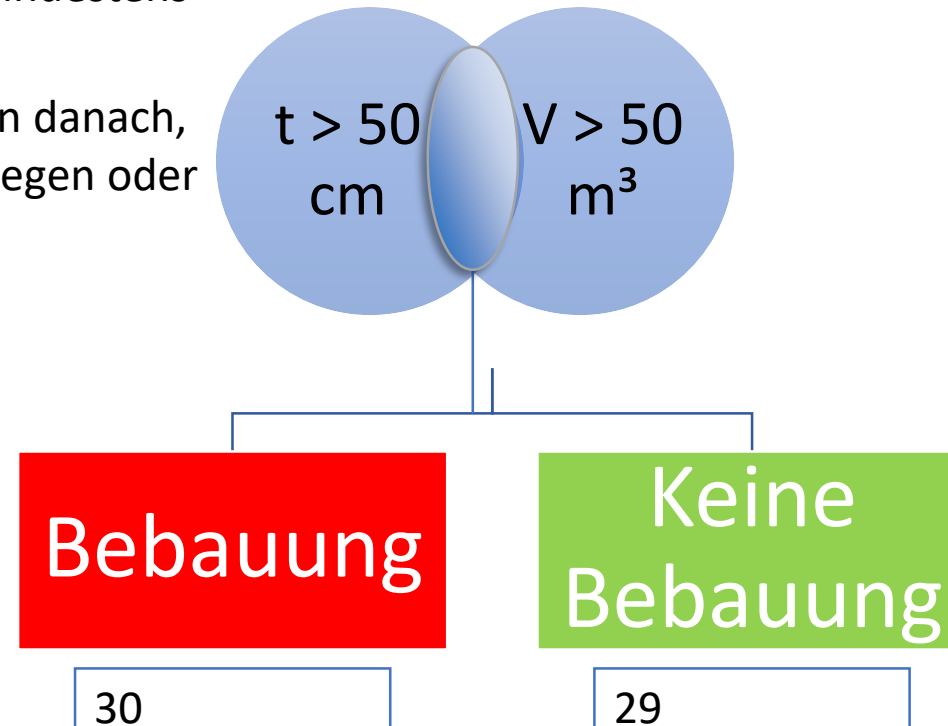 n danach,
egen oder
t > 50
cm
V > 50
m³
Bebauung
Keine
Bebauung
30
29